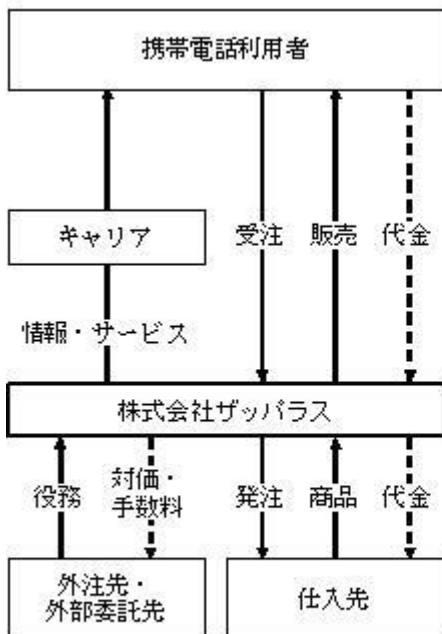 携帯電話利用者
キャリア
受注
販売
代金
情報・サービス
株式会社ザッパラス
役務
対価・
手数料
発注
商品
代金
外注先・
外部委託先
仕入先